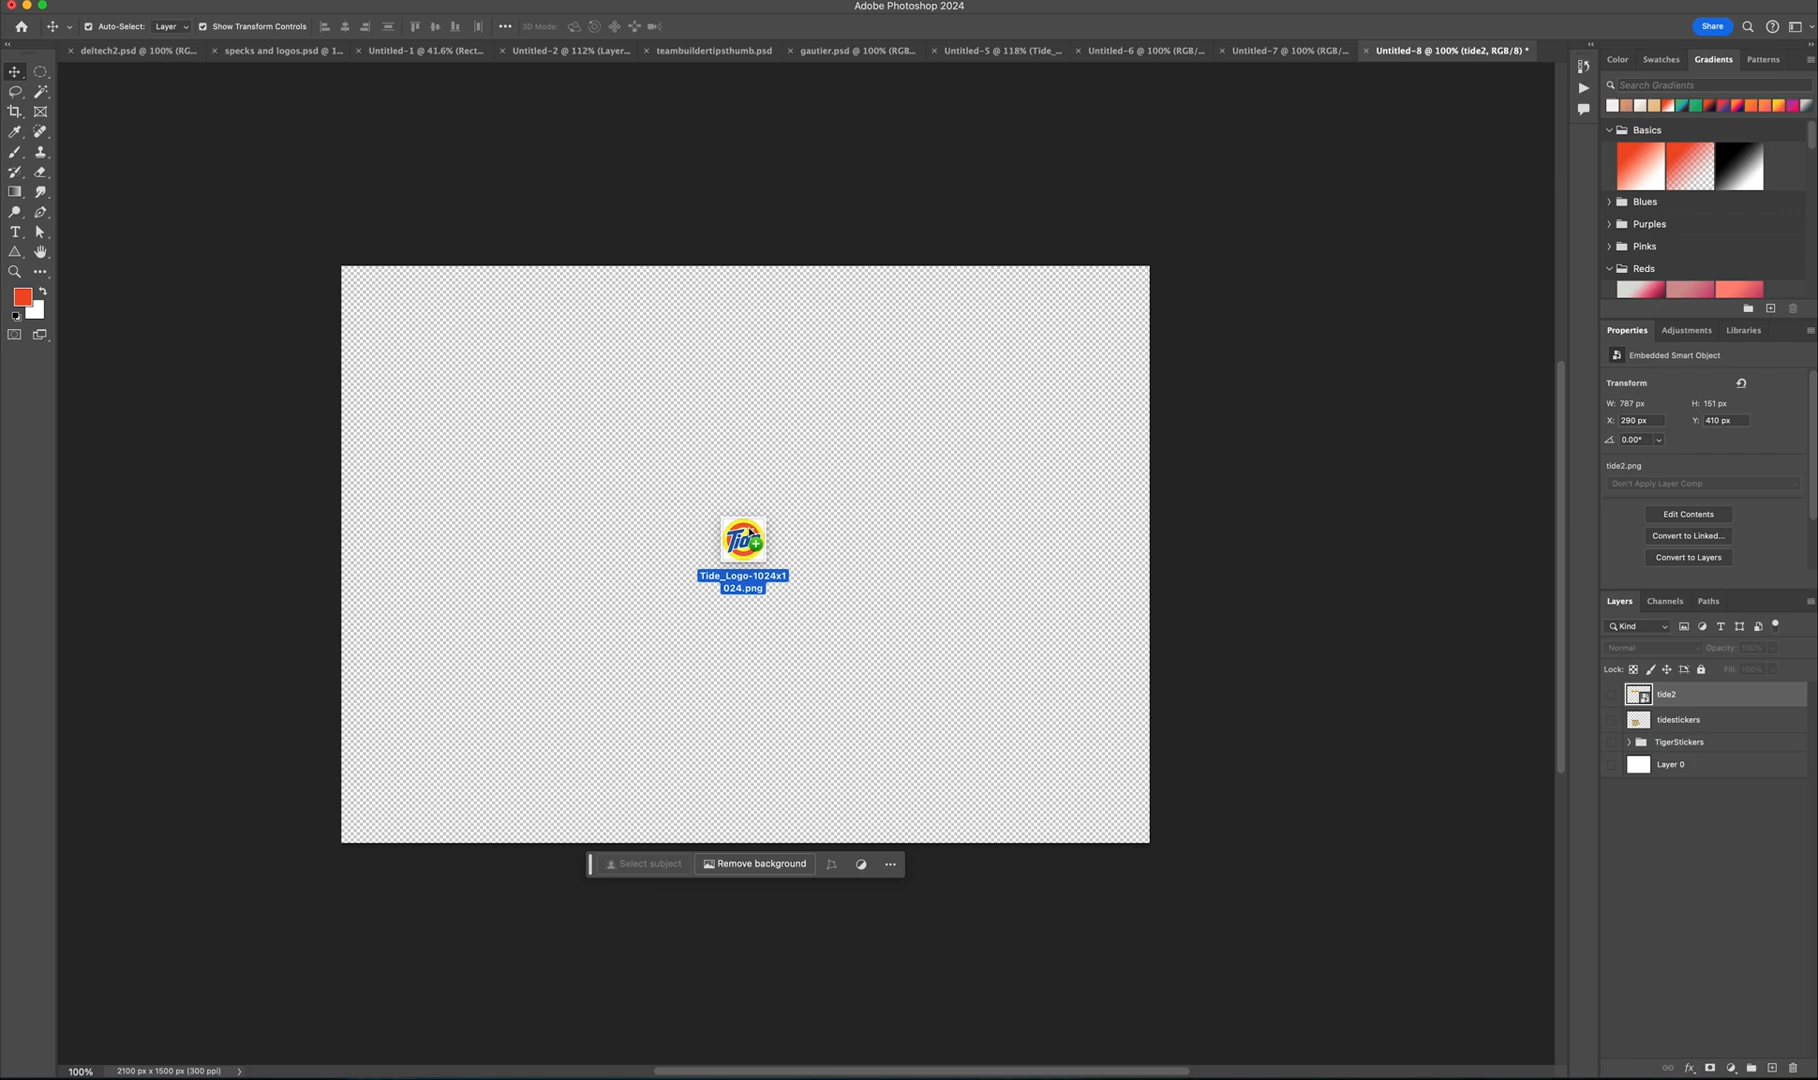 Adobe Photoshop 2024
Auto-Select: Layer Show Transform Controls 3D Mode: Share
deltech2.psd @ 100% (RG... specks and logos.psd @ 1... Untitled-1 @ 41.6% (Rect... Untitled-2 @ 112% (Layer... teambuildertipsthumb.psd gautier.psd @ 100% (RGB... Untitled-5 @ 118% (Tide_... Untitled-6 @ 100% (RGB/... Untitled-7 @ 100% (RGB/... Untitled-8 @ 100% (tide2, RGB/8) *
Color Swatches Gradients Patterns
Search Gradients
Basics
Blues
Purples
Pinks
Reds
Properties Adjustments Libraries
Embedded Smart Object
Transform
W: 787 px H: 151 px
X: 290 px Y: 410 px
0.00°
tide2.png
Don't Apply Layer Comp
Edit Contents
Convert to Linked...
Convert to Layers
Tide
Tide_Logo-1024x1
024.png
Layers Channels Paths
Kind
Normal Opacity: 100%
Lock: Fill: 100%
tide2
tidestickers
TigerStickers
Layer 0
Select subject Remove background
100% 2100 px x 1500 px (300 ppi)